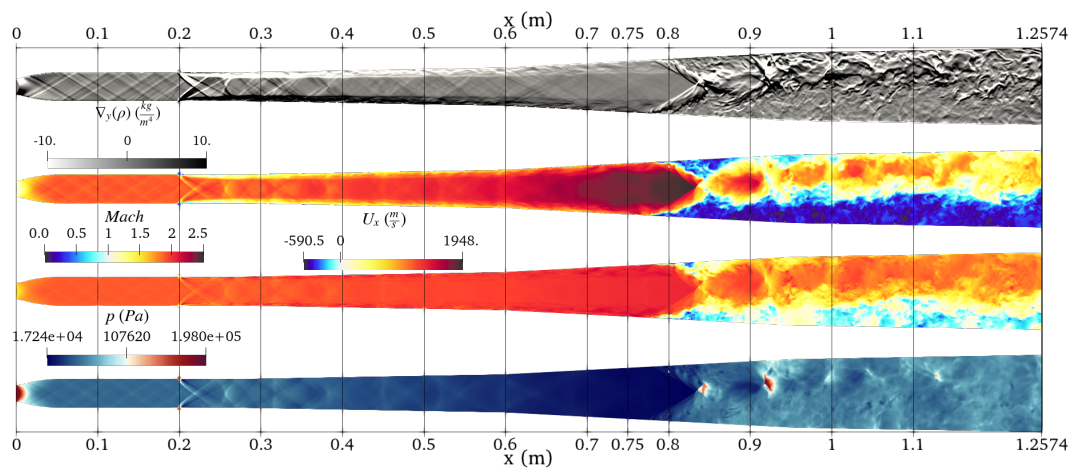 x (m)
0 0.1 0.2 0.3 0.4 0.5 0.6 0.7 0.75 0.8 0.9 1 1.1 1.2574
∇y(ρ) (kg/m⁴)
-10. 0 10.
Mach
0.0 0.5 1 1.5 2 2.5
Ux (m/s)
-590.5 0 1948.
p (Pa)
1.724e+04 107620 1.980e+05
0 0.1 0.2 0.3 0.4 0.5 0.6 0.7 0.75 0.8 0.9 1 1.1 1.2574
x (m)